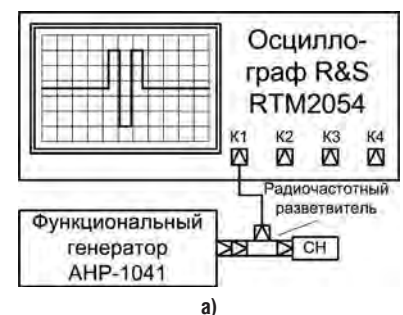 Осцилло-
граф R&S
RTM2054
К1 К2 К3 К4
Радиочастотный
разветвитель
Функциональный
генератор
АНР-1041
СН
а)